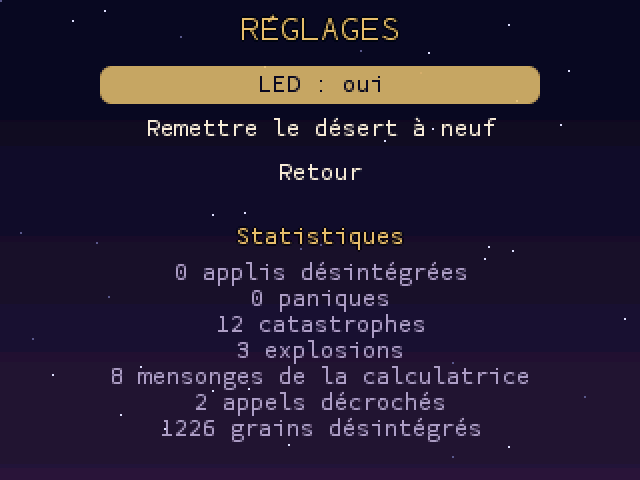 RÉGLAGES
LED : oui
Remettre le désert à neuf
Retour
Statistiques
0 applis désintégrées
0 paniques
12 catastrophes
3 explosions
8 mensonges de la calculatrice
2 appels décrochés
1226 grains désintégrés